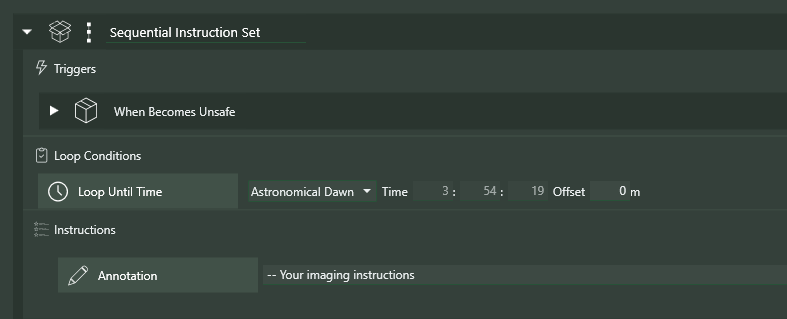 Sequential Instruction Set
Triggers
When Becomes Unsafe
Loop Conditions
Loop Until Time Astronomical Dawn Time 3 : 54 : 19 Offset 0 m
Instructions
Annotation -- Your imaging instructions